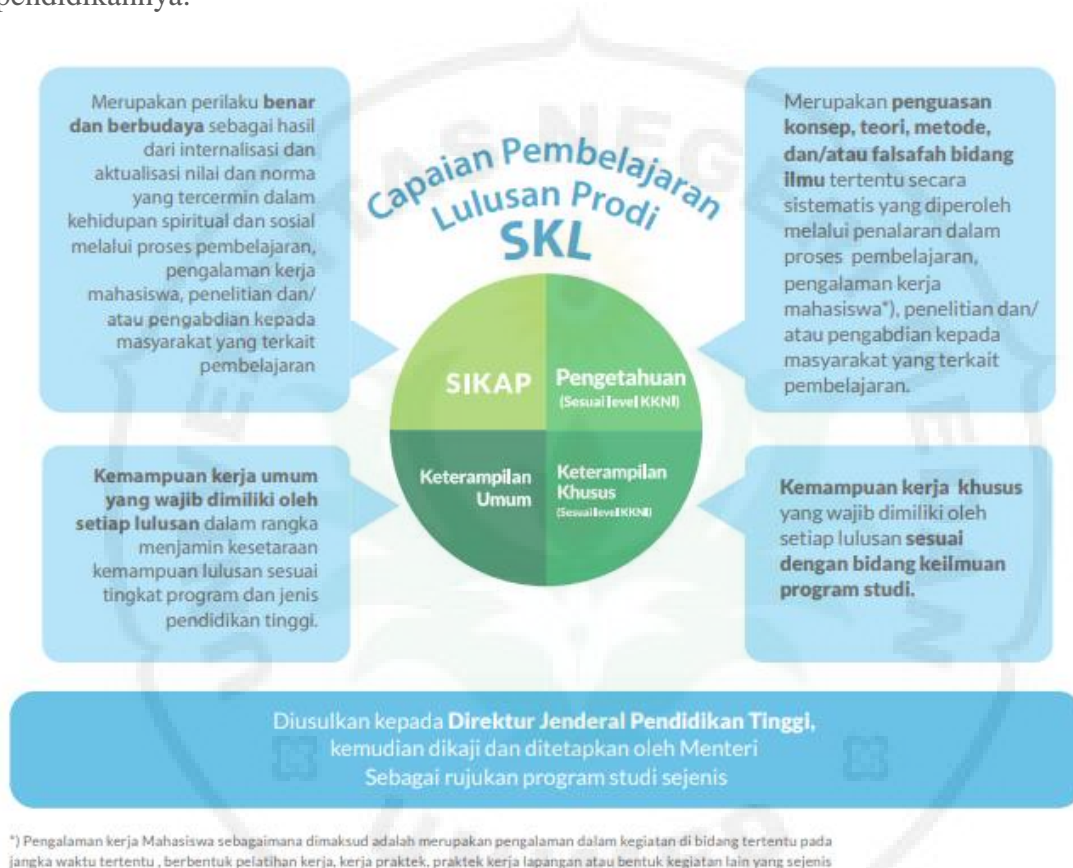 pendidikannya.
Merupakan perilaku benar
dan berbudaya sebagai hasil
dari internalisasi dan
aktualisasi nilai dan norma
yang tercermin dalam
kehidupan spiritual dan sosial
melalui proses pembelajaran,
pengalaman kerja
mahasiswa, penelitian dan/
atau pengabdian kepada
masyarakat yang terkait
pembelajaran
Capaian Pembelajaran
Lulusan Prodi
SKL
Merupakan penguasan
konsep, teori, metode,
dan/atau falsafah bidang
ilmu tertentu secara
sistematis yang diperoleh
melalui penalaran dalam
proses pembelajaran,
pengalaman kerja
mahasiswa*), penelitian dan/
atau pengabdian kepada
masyarakat yang terkait
pembelajaran.
SIKAP
Pengetahuan
(Sesuai level KKNI)
Keterampilan
Umum
Keterampilan
Khusus
(Sesuai level KKNI)
Kemampuan kerja umum
yang wajib dimiliki oleh
setiap lulusan dalam rangka
menjamin kesetaraan
kemampuan lulusan sesuai
tingkat program dan jenis
pendidikan tinggi.
Kemampuan kerja khusus
yang wajib dimiliki oleh
setiap lulusan sesuai
dengan bidang keilmuan
program studi.
Diusulkan kepada Direktur Jenderal Pendidikan Tinggi,
kemudian dikaji dan ditetapkan oleh Menteri
Sebagai rujukan program studi sejenis
*) Pengalaman kerja Mahasiswa sebagaimana dimaksud adalah merupakan pengalaman dalam kegiatan di bidang tertentu pada
jangka waktu tertentu , berbentuk pelatihan kerja, kerja praktek, praktek kerja lapangan atau bentuk kegiatan lain yang sejenis